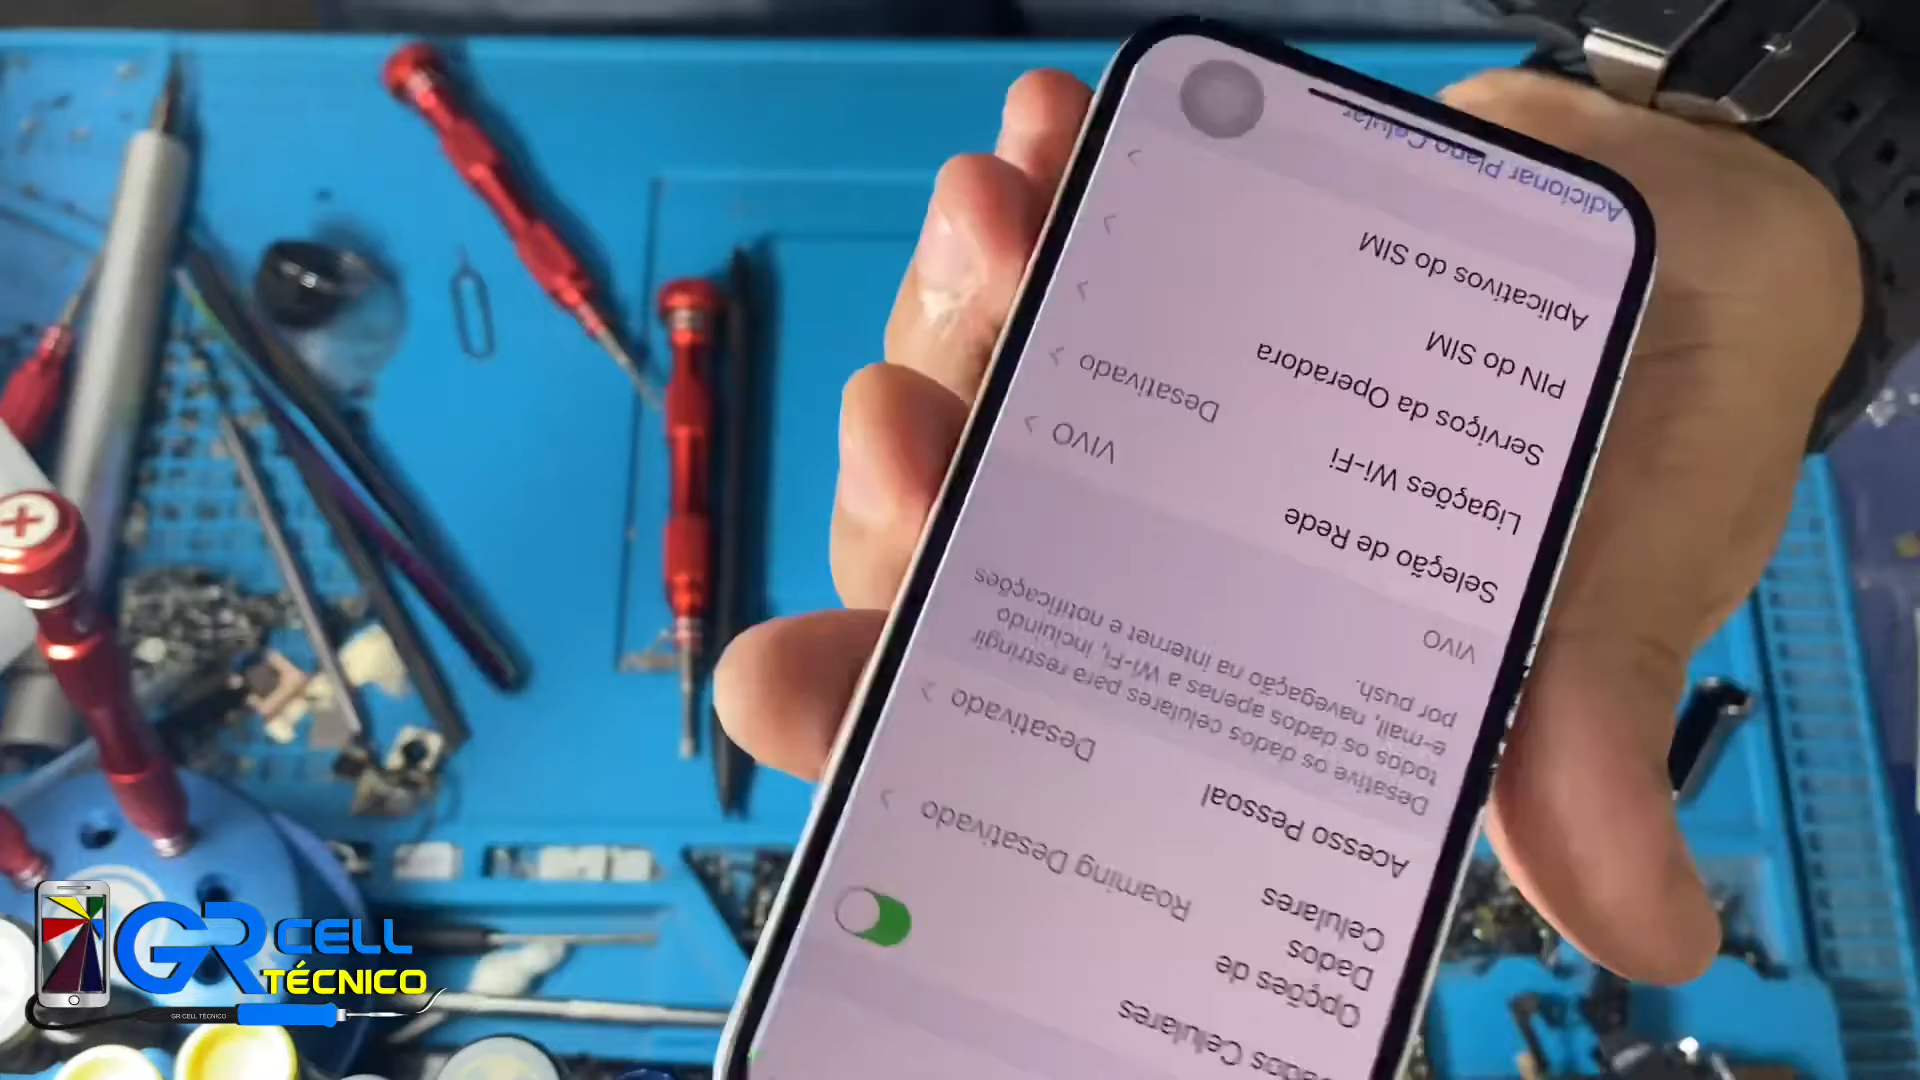 Dados Celulares
Opções de
Dados
Celulares
Roaming Desativado
Acesso Pessoal
Desativado
Desative os dados celulares para restringir
todos os dados apenas a Wi-Fi, incluindo
e-mail, navegação na internet e notificações
por push.
VIVO
Seleção de Rede
VIVO
Ligações Wi-Fi
Desativado
Serviços da Operadora
PIN do SIM
Aplicativos do SIM
Adicionar Plano Celular
GR CELL
TÉCNICO
GR CELL TÉCNICO